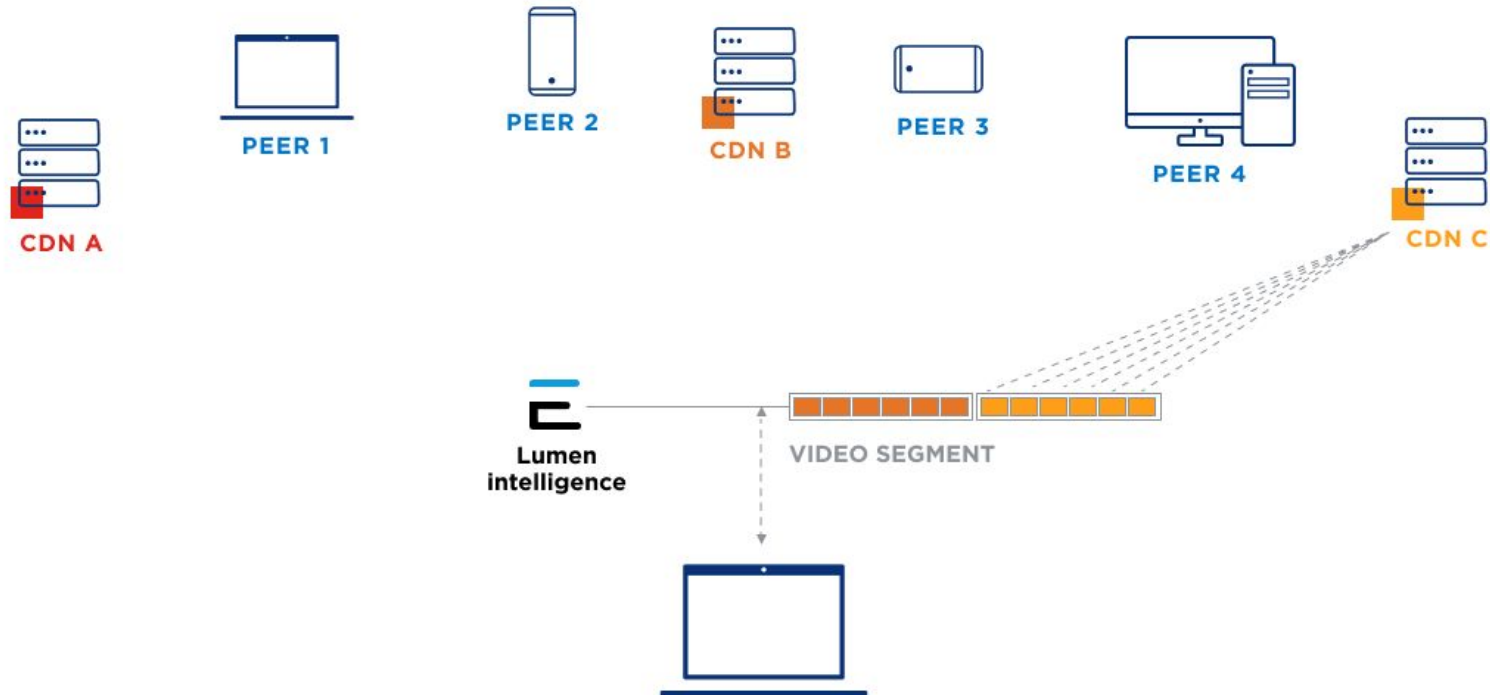 PEER 1
PEER 2
CDN B
PEER 3
PEER 4
CDN A
CDN C
Lumen
intelligence
VIDEO SEGMENT